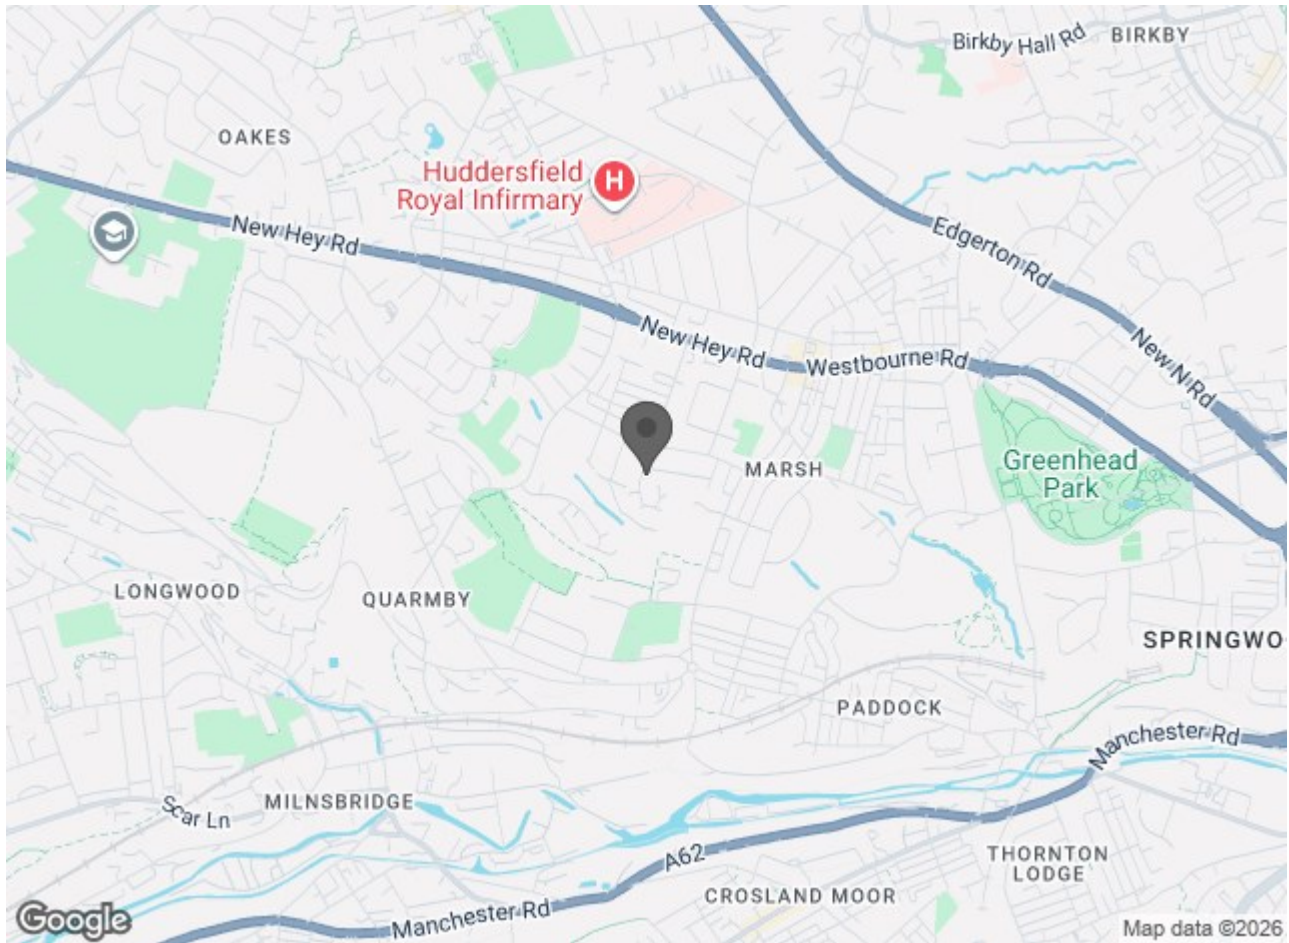 Birkby Hall Rd
BIRKBY
OAKES
Huddersfield
Royal Infirmary
H
New Hey Rd
Edgerton Rd
New Hey Rd
Westbourne Rd
New N Rd
MARSH
Greenhead
Park
LONGWOOD
QUARMBY
SPRINGWO
PADDOCK
Manchester Rd
MILNSBRIDGE
Scar Ln
A62
THORNTON
LODGE
CROSLAND MOOR
Manchester Rd
Google
Map data ©2026